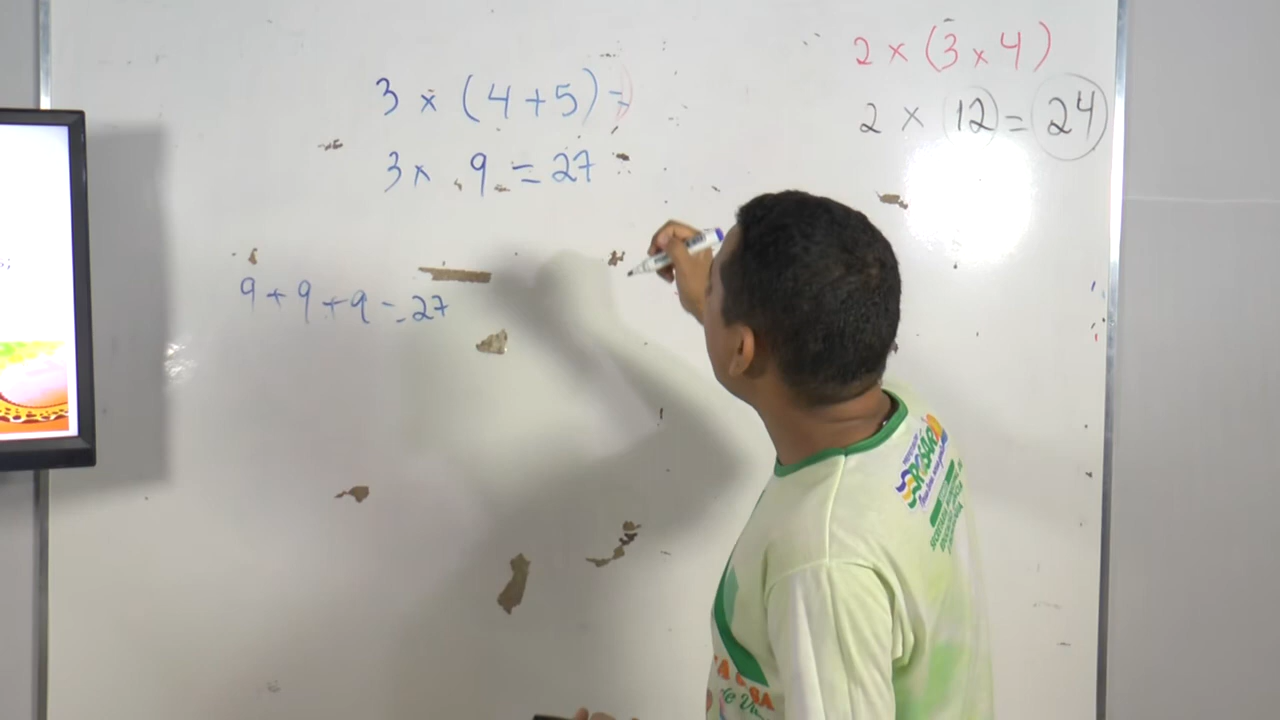 3 × (4+5) =
3 × 9 = 27
9 + 9 + 9 = 27
2 × (3 × 4)
2 × 12 = 24